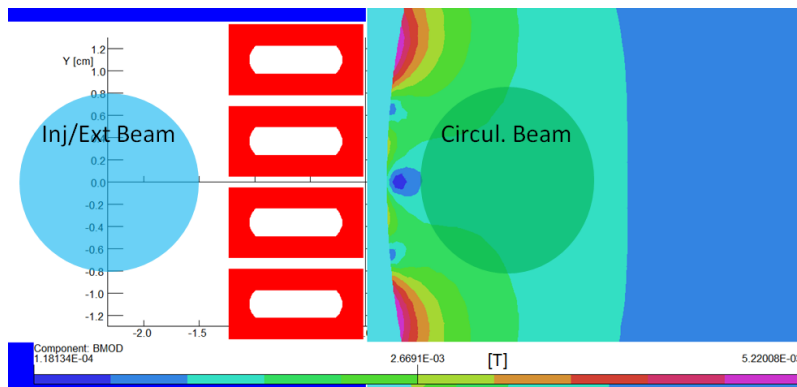 Y [cm]
1.2
1.0
0.8
0.6
0.4
0.2
0.0
-0.2
-0.4
-0.6
-0.8
-1.0
-1.2
-2.0
-1.5
Inj/Ext Beam
Circul. Beam
Component: BMOD
1.18134E-04
2.6691E-03
[T]
5.22008E-03